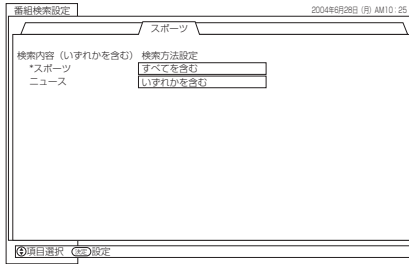 番組検索設定 2004年6月28日 (月) AM10:25
スポーツ
検索内容（いずれかを含む） 検索方法設定
*スポーツ すべてを含む
ニュース いずれかを含む
項目選択 決定 設定